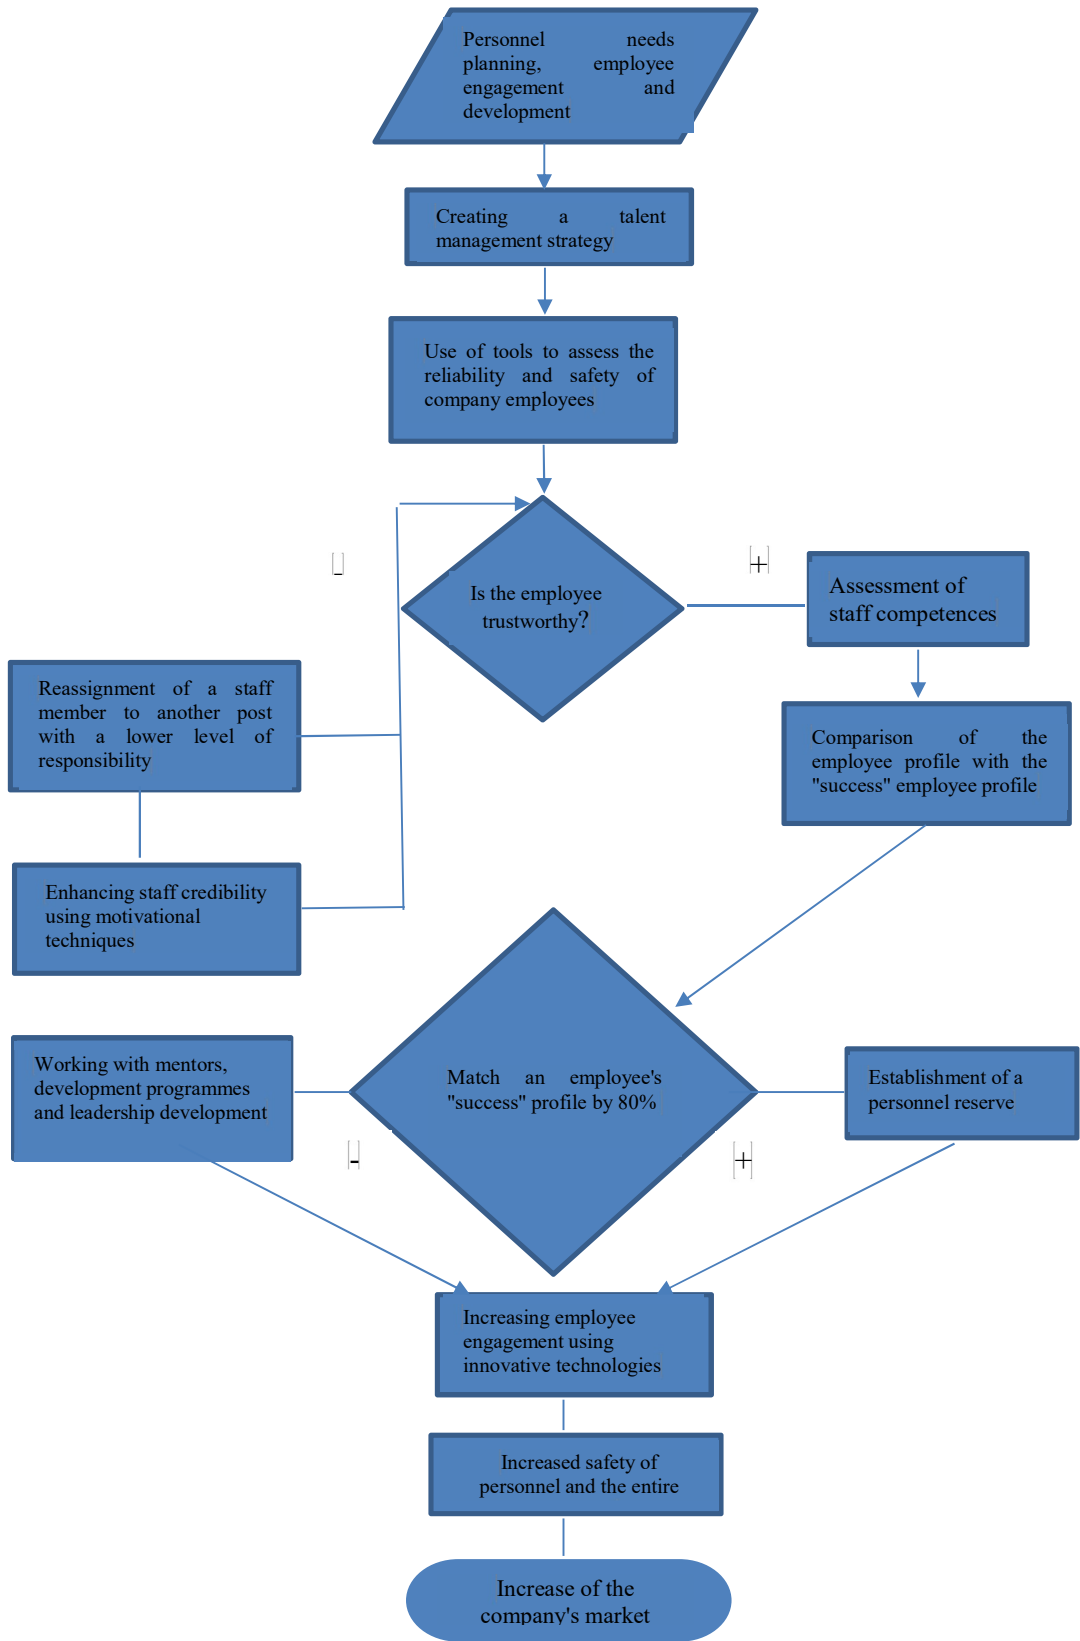 Personnel needs
planning, employee
engagement and
development
Creating a talent
management strategy
Use of tools to assess the
reliability and safety of
company employees
-
+
Is the employee
trustworthy?
Assessment of
staff competences
Reassignment of a staff
member to another post
with a lower level of
responsibility
Comparison of the
employee profile with the
"success" employee profile
Enhancing staff credibility
using motivational
techniques
Working with mentors,
development programmes
and leadership development
Match an employee's
"success" profile by 80%
Establishment of a
personnel reserve
-
+
Increasing employee
engagement using
innovative technologies
Increased safety of
personnel and the entire
Increase of the
company's market